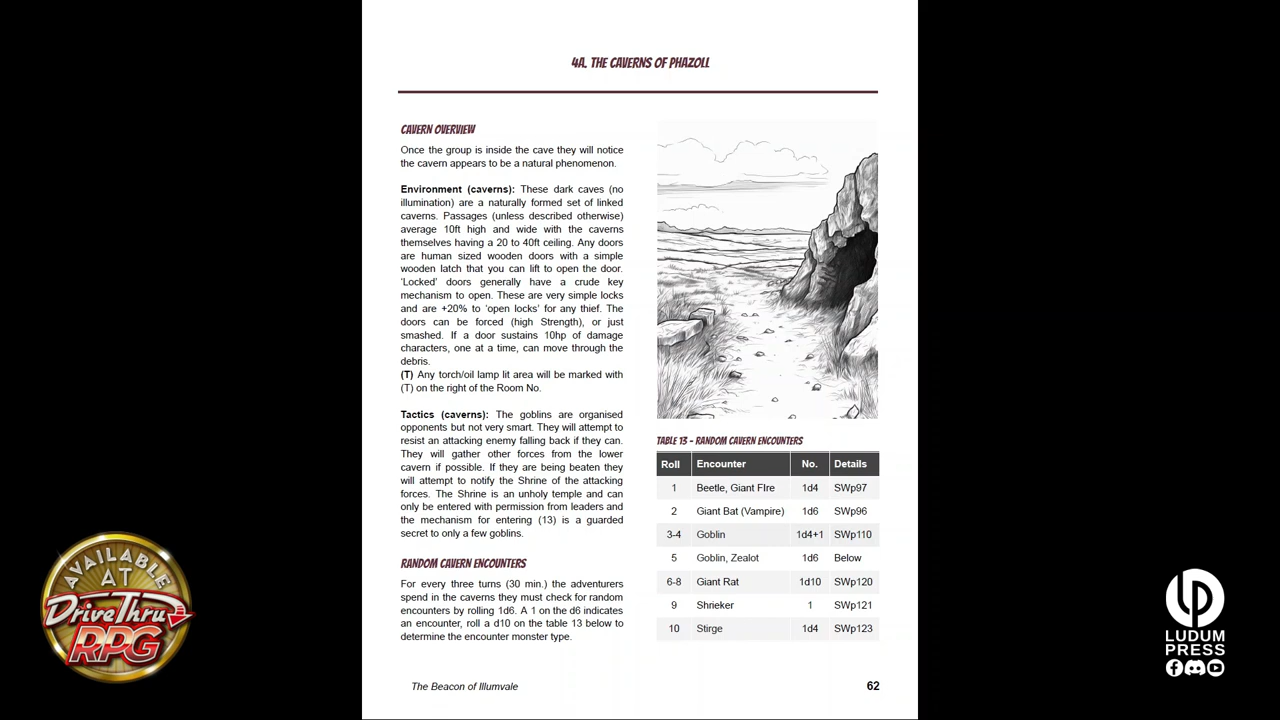 4A. THE CAVERNS OF PHAZOLL
CAVERN OVERVIEW
Once the group is inside the cave they will notice
the cavern appears to be a natural phenomenon.
Environment (caverns): These dark caves (no
illumination) are a naturally formed set of linked
caverns. Passages (unless described otherwise)
average 10ft high and wide with the caverns
themselves having a 20 to 40ft ceiling. Any doors
are human sized wooden doors with a simple
wooden latch that you can lift to open the door.
‘Locked’ doors generally have a crude key
mechanism to open. These are very simple locks
and are +20% to ‘open locks’ for any thief. The
doors can be forced (high Strength), or just
smashed. If a door sustains 10hp of damage
characters, one at a time, can move through the
debris.
(T) Any torch/oil lamp lit area will be marked with
(T) on the right of the Room No.
Tactics (caverns): The goblins are organised
opponents but not very smart. They will attempt to
resist an attacking enemy falling back if they can.
They will gather other forces from the lower
cavern if possible. If they are being beaten they
will attempt to notify the Shrine of the attacking
forces. The Shrine is an unholy temple and can
only be entered with permission from leaders and
the mechanism for entering (13) is a guarded
secret to only a few goblins.
RANDOM CAVERN ENCOUNTERS
For every three turns (30 min.) the adventurers
spend in the caverns they must check for random
encounters by rolling 1d6. A 1 on the d6 indicates
an encounter, roll a d10 on the table 13 below to
determine the encounter monster type.
TABLE 13 - RANDOM CAVERN ENCOUNTERS
Roll Encounter No. Details
1 Beetle, Giant FIre 1d4 SWp97
2 Giant Bat (Vampire) 1d6 SWp96
3-4 Goblin 1d4+1 SWp110
5 Goblin, Zealot 1d6 Below
6-8 Giant Rat 1d10 SWp120
9 Shrieker 1 SWp121
10 Stirge 1d4 SWp123
The Beacon of Illumvale
62
AVAILABLE
AT
DriveThru
RPG
LUDUM
PRESS